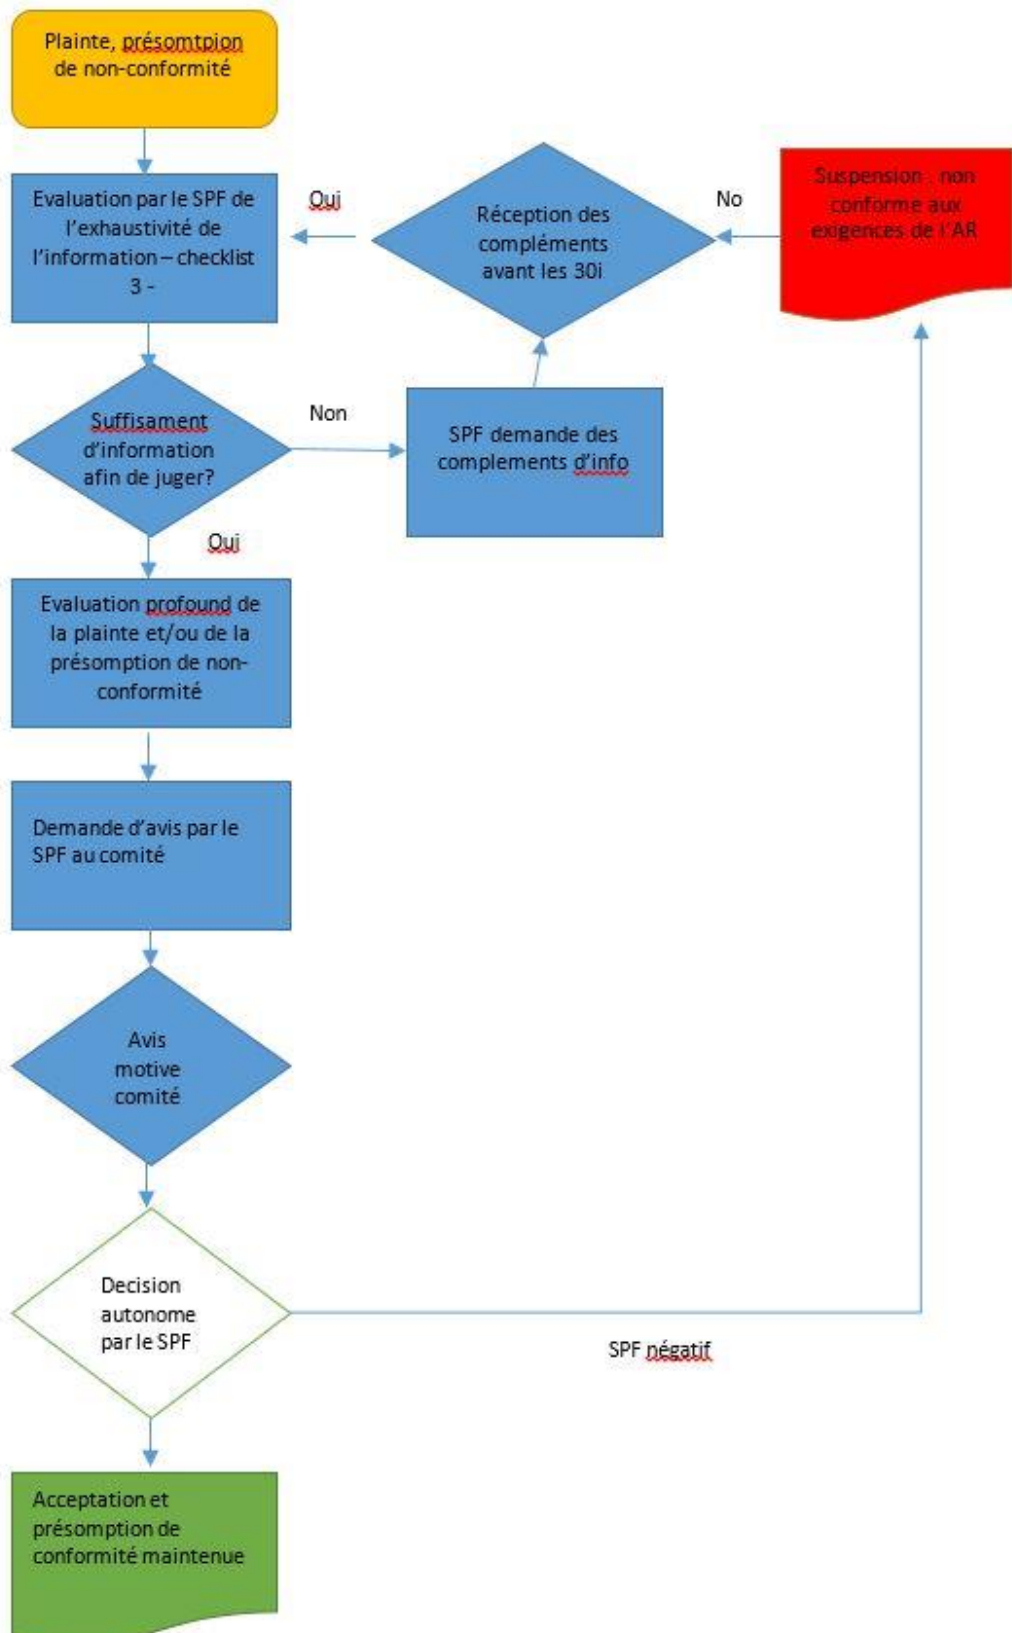 Plainte, présomtpion
de non-conformité
Evaluation par le SPF de
l'exhaustivité de
l'information – checklist
3 -
Oui
Réception des
compléments
avant les 30j
No
Suspension : non
conforme aux
exigences de l'AR
Suffisament
d'information
afin de juger?
Non
SPF demande des
complements d'info
Oui
Evaluation profound de
la plainte et/ou de la
présomption de non-
conformité
Demande d'avis par le
SPF au comité
Avis
motive
comité
Decision
autonome
par le SPF
SPF négatif
Acceptation et
présomption de
conformité maintenue